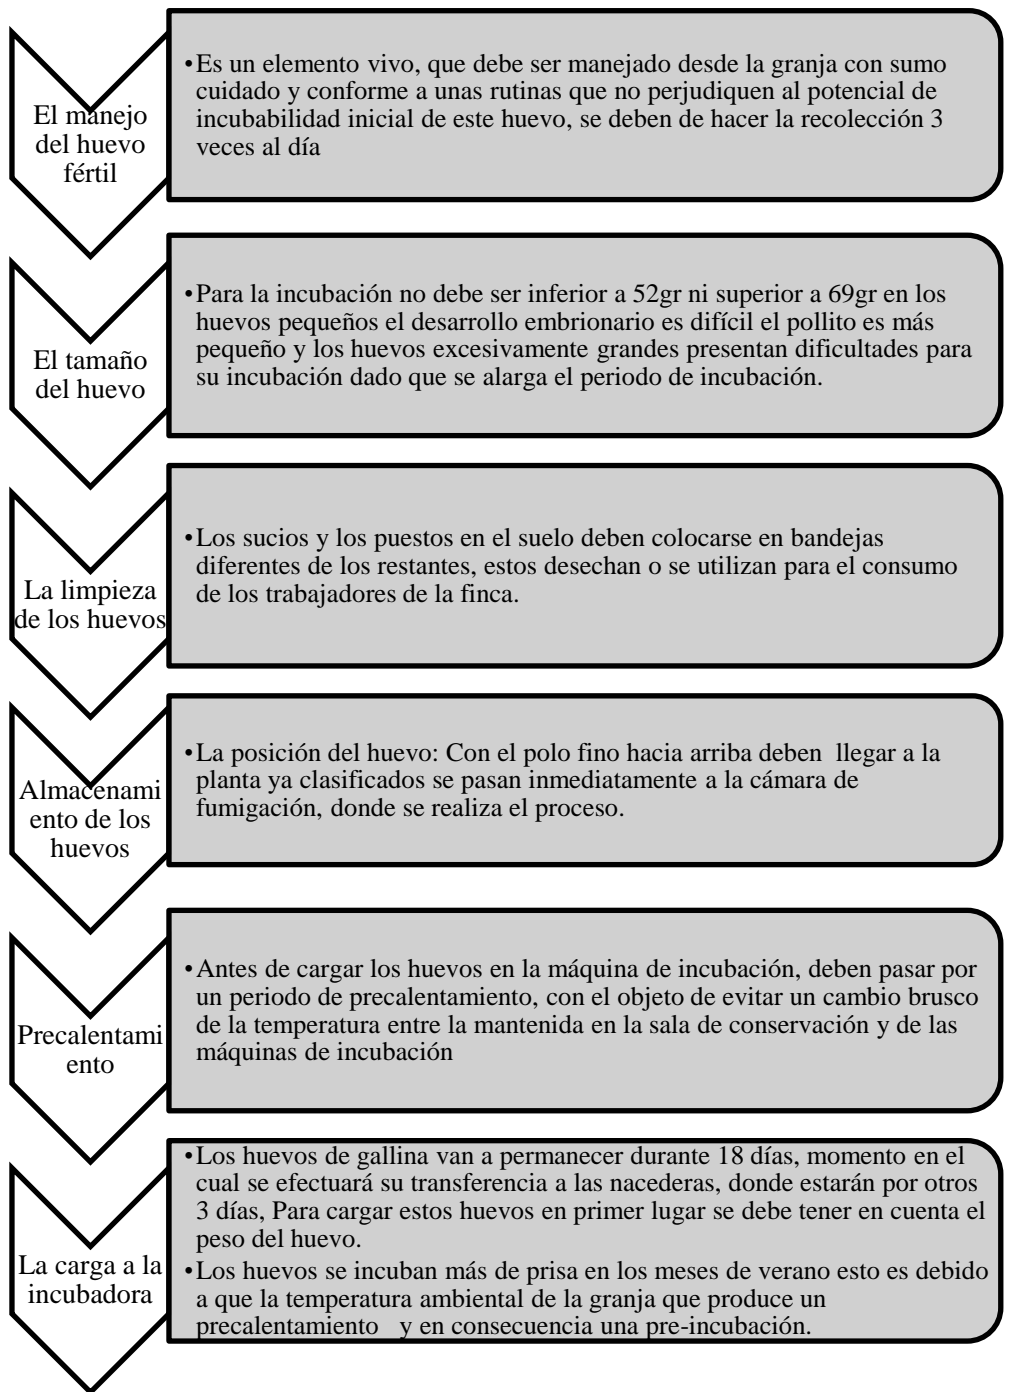 El manejo
del huevo
fértil
•Es un elemento vivo, que debe ser manejado desde la granja con sumo
cuidado y conforme a unas rutinas que no perjudiquen al potencial de
incubabilidad inicial de este huevo, se deben de hacer la recolección 3
veces al día
El tamaño
del huevo
•Para la incubación no debe ser inferior a 52gr ni superior a 69gr en los
huevos pequeños el desarrollo embrionario es difícil el pollito es más
pequeño y los huevos excesivamente grandes presentan dificultades para
su incubación dado que se alarga el periodo de incubación.
La limpieza
de los huevos
•Los sucios y los puestos en el suelo deben colocarse en bandejas
diferentes de los restantes, estos desechan o se utilizan para el consumo
de los trabajadores de la finca.
Almacenami
ento de los
huevos
•La posición del huevo: Con el polo fino hacia arriba deben  llegar a la
planta ya clasificados se pasan inmediatamente a la cámara de
fumigación, donde se realiza el proceso.
Precalentami
ento
•Antes de cargar los huevos en la máquina de incubación, deben pasar por
un periodo de precalentamiento, con el objeto de evitar un cambio brusco
de la temperatura entre la mantenida en la sala de conservación y de las
máquinas de incubación
La carga a la
incubadora
•Los huevos de gallina van a permanecer durante 18 días, momento en el
cual se efectuará su transferencia a las nacederas, donde estarán por otros
3 días, Para cargar estos huevos en primer lugar se debe tener en cuenta el
peso del huevo.
•Los huevos se incuban más de prisa en los meses de verano esto es debido
a que la temperatura ambiental de la granja que produce un
precalentamiento   y en consecuencia una pre-incubación.